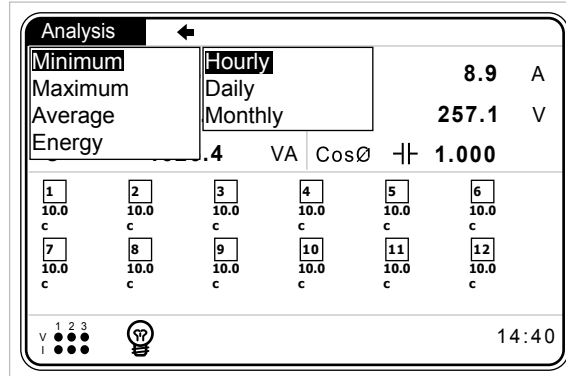 Analysis
Minimum
Maximum
Average
Energy
Hourly
Daily
Monthly
8.9 A
257.1 V
.4 VA CosØ 1.000
1 2 3 4 5 6
10.0 10.0 10.0 10.0 10.0 10.0
c c c c c c
7 8 9 10 11 12
10.0 10.0 10.0 10.0 10.0 10.0
c c c c c c
1 2 3
V
I
14:40